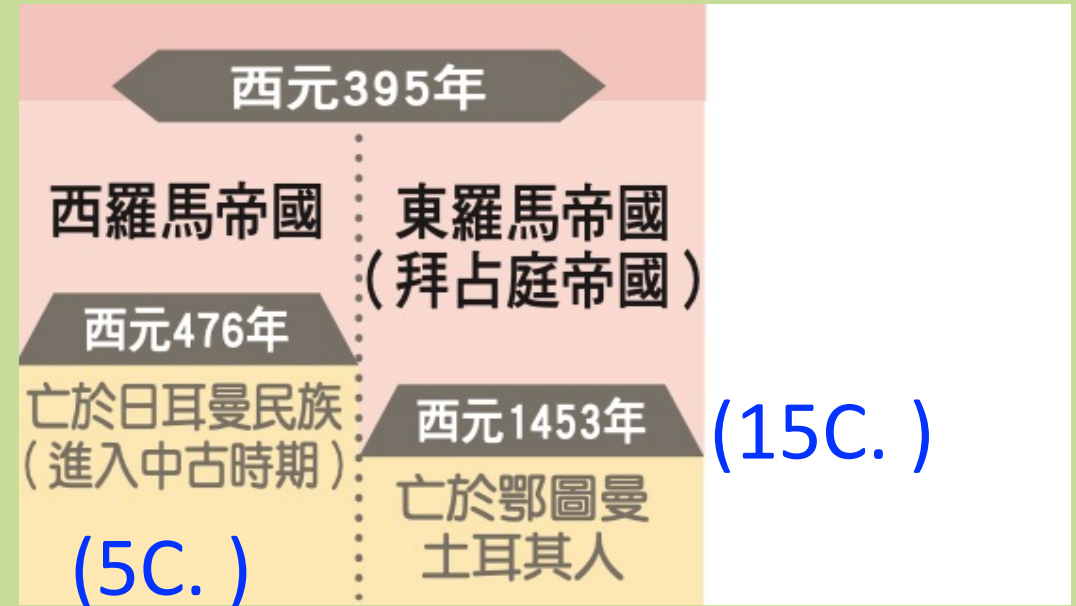 西元395年
西羅馬帝國
東羅馬帝國
(拜占庭帝國)
西元476年
亡於日耳曼民族
(進入中古時期)
(5C. )
西元1453年
(15C. )
亡於鄂圖曼
土耳其人